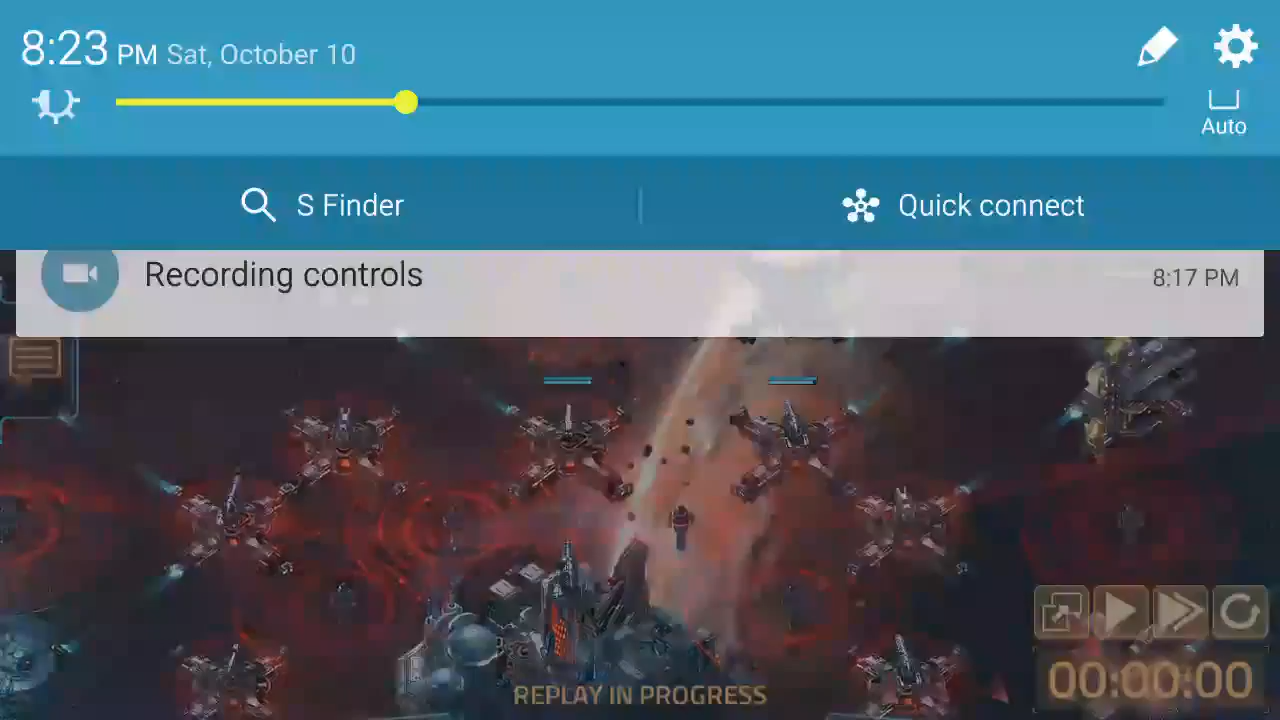 8:23 PM Sat, October 10
Auto
S Finder
Quick connect
Recording controls
8:17 PM
REPLAY IN PROGRESS
00:00:00